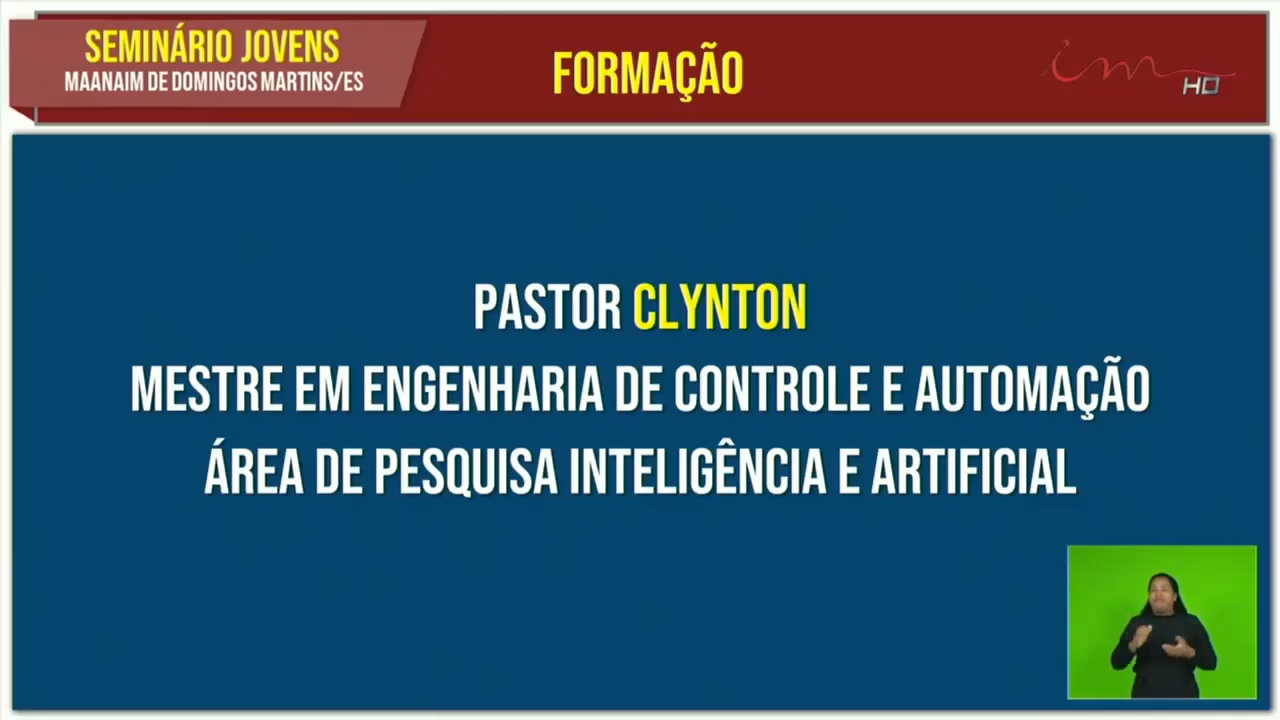 SEMINÁRIO JOVENS
MAANAIM DE DOMINGOS MARTINS/ES
FORMAÇÃO
im
HD
PASTOR CLYNTON
MESTRE EM ENGENHARIA DE CONTROLE E AUTOMAÇÃO
ÁREA DE PESQUISA INTELIGÊNCIA E ARTIFICIAL